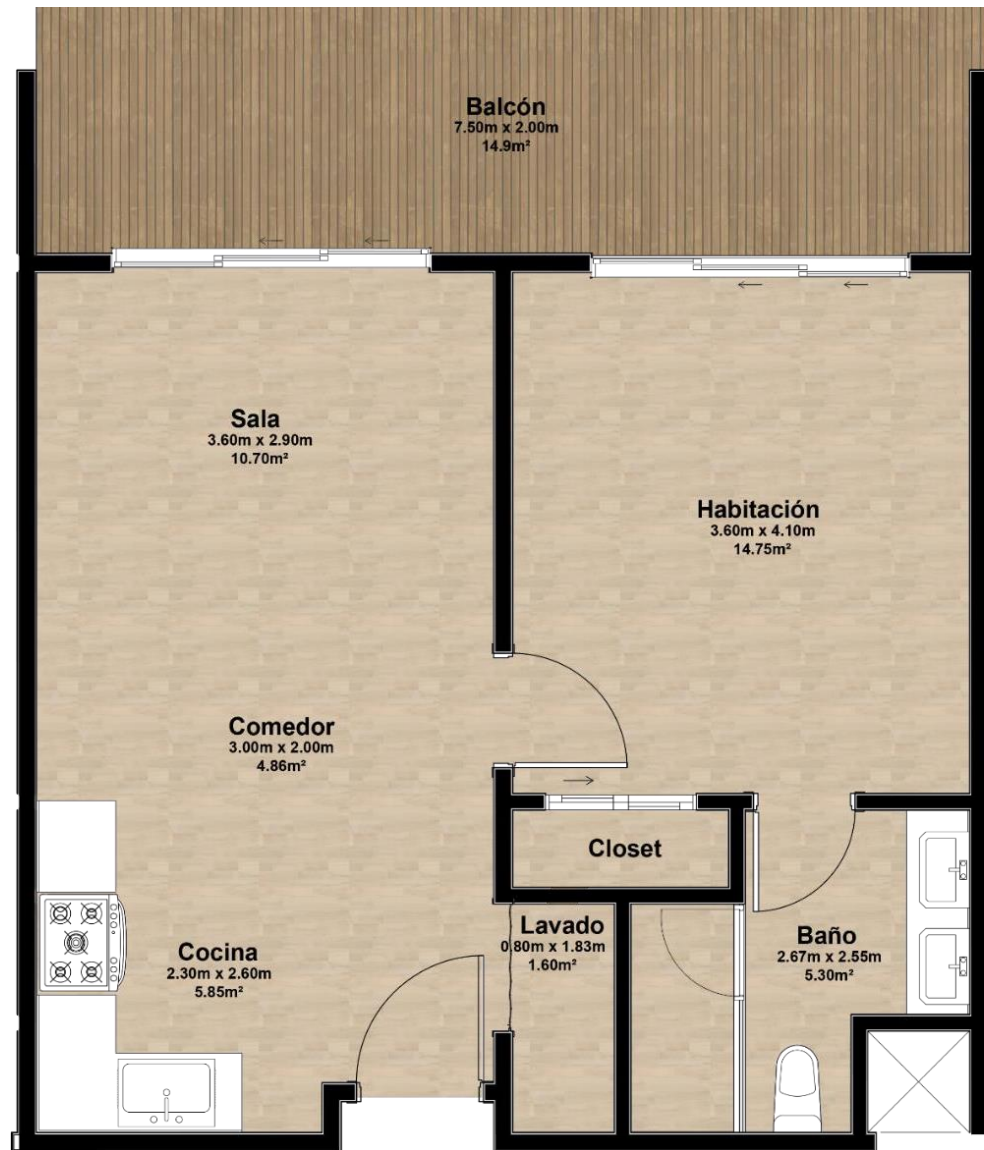 Balcón
7.50m x 2.00m
14.9m²
Sala
3.60m x 2.90m
10.70m²
Habitación
3.60m x 4.10m
14.75m²
Comedor
3.00m x 2.00m
4.86m²
Closet
Lavado
0.80m x 1.83m
1.60m²
Baño
2.67m x 2.55m
5.30m²
Cocina
2.30m x 2.60m
5.85m²